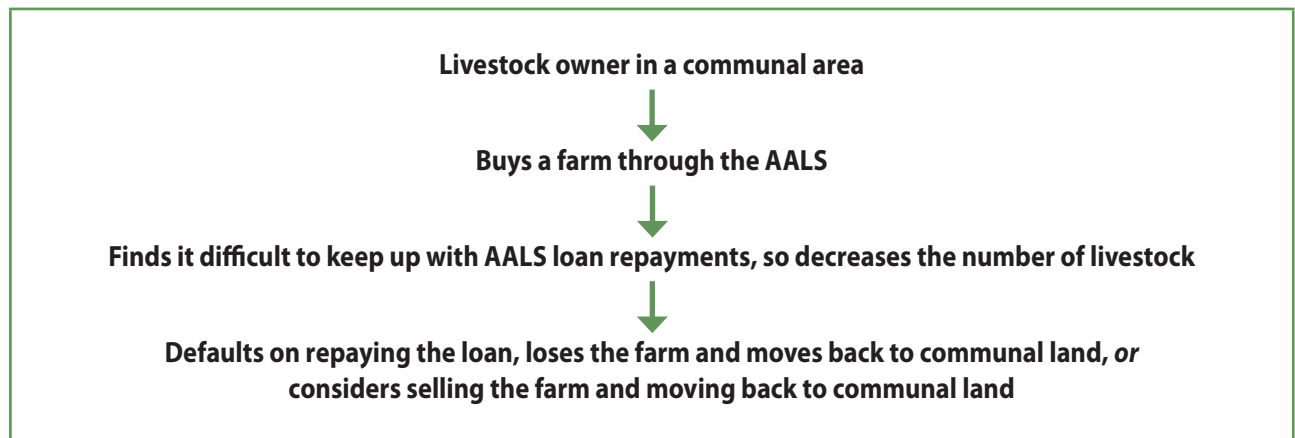 Livestock owner in a communal area
Buys a farm through the AALS
Finds it difficult to keep up with AALS loan repayments, so decreases the number of livestock
Defaults on repaying the loan, loses the farm and moves back to communal land, or
considers selling the farm and moving back to communal land